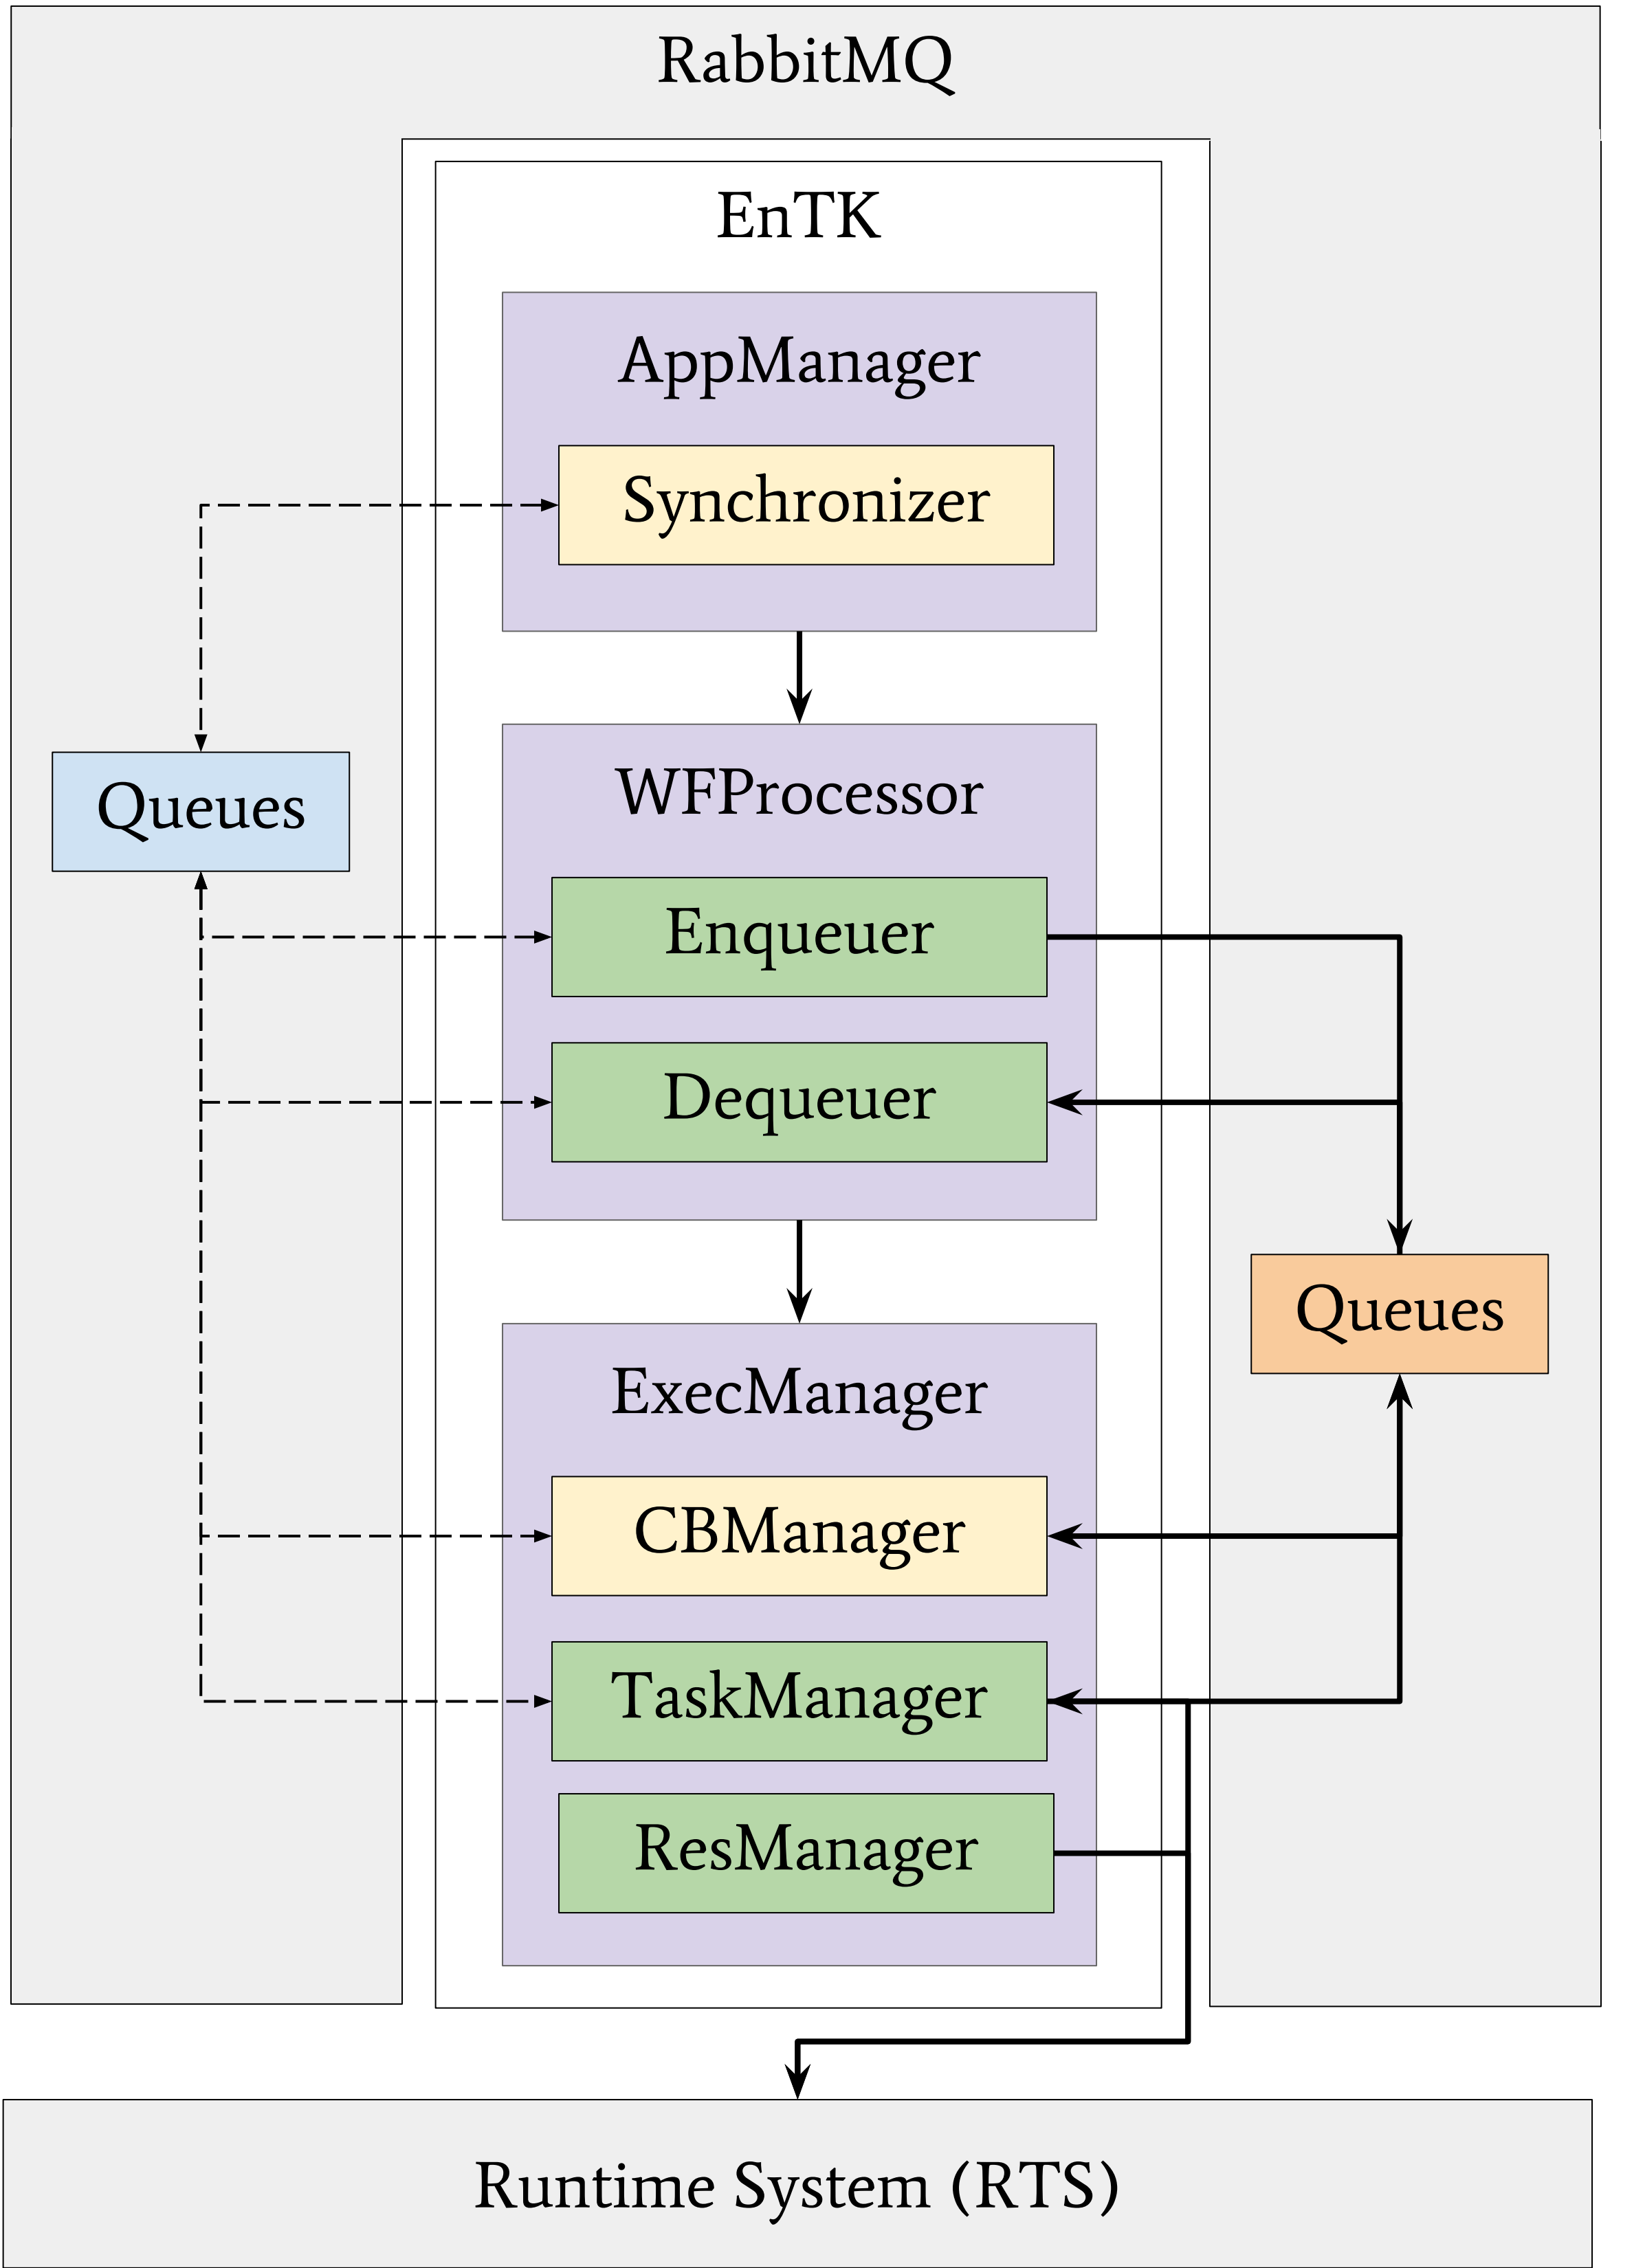 RabbitMQ
EnTK
AppManager
Synchronizer
WFProcessor
Queues
Enqueuer
Dequeuer
Queues
ExecManager
CBManager
TaskManager
ResManager
Runtime System (RTS)